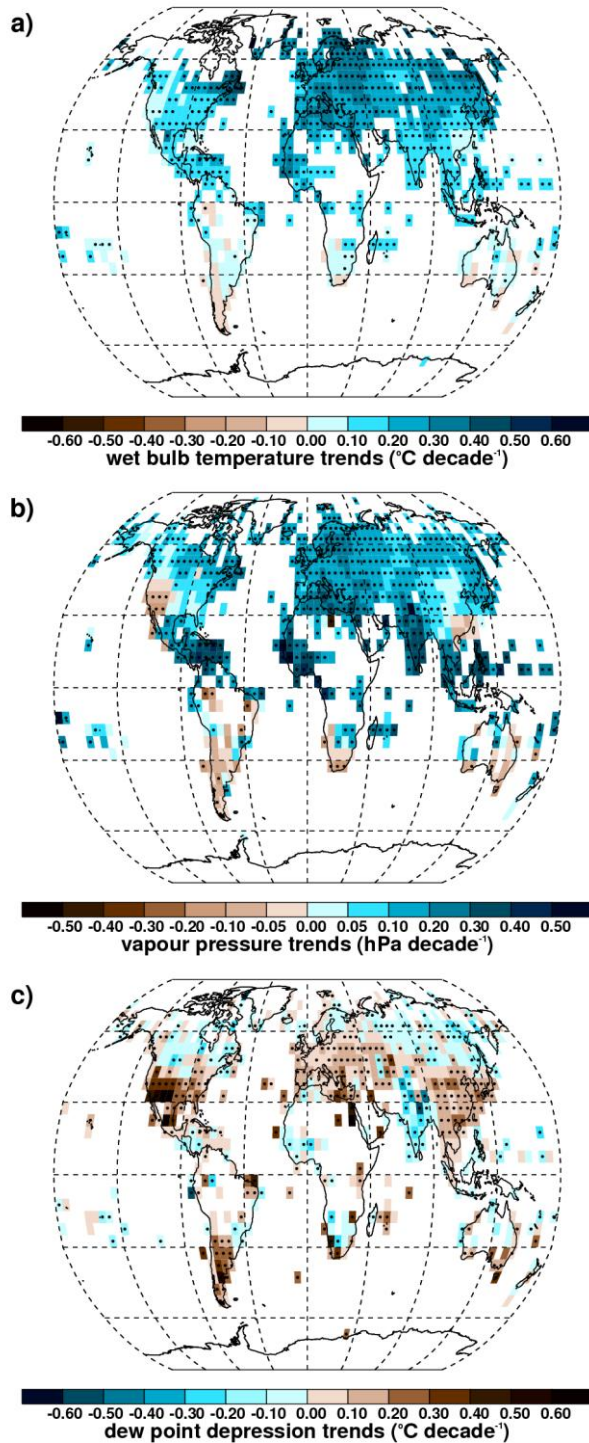 a)
-0.60 -0.50 -0.40 -0.30 -0.20 -0.10 0.00 0.10 0.20 0.30 0.40 0.50 0.60
wet bulb temperature trends (°C decade⁻¹)
b)
-0.50 -0.40 -0.30 -0.20 -0.10 -0.05 0.00 0.05 0.10 0.20 0.30 0.40 0.50
vapour pressure trends (hPa decade⁻¹)
c)
-0.60 -0.50 -0.40 -0.30 -0.20 -0.10 0.00 0.10 0.20 0.30 0.40 0.50 0.60
dew point depression trends (°C decade⁻¹)